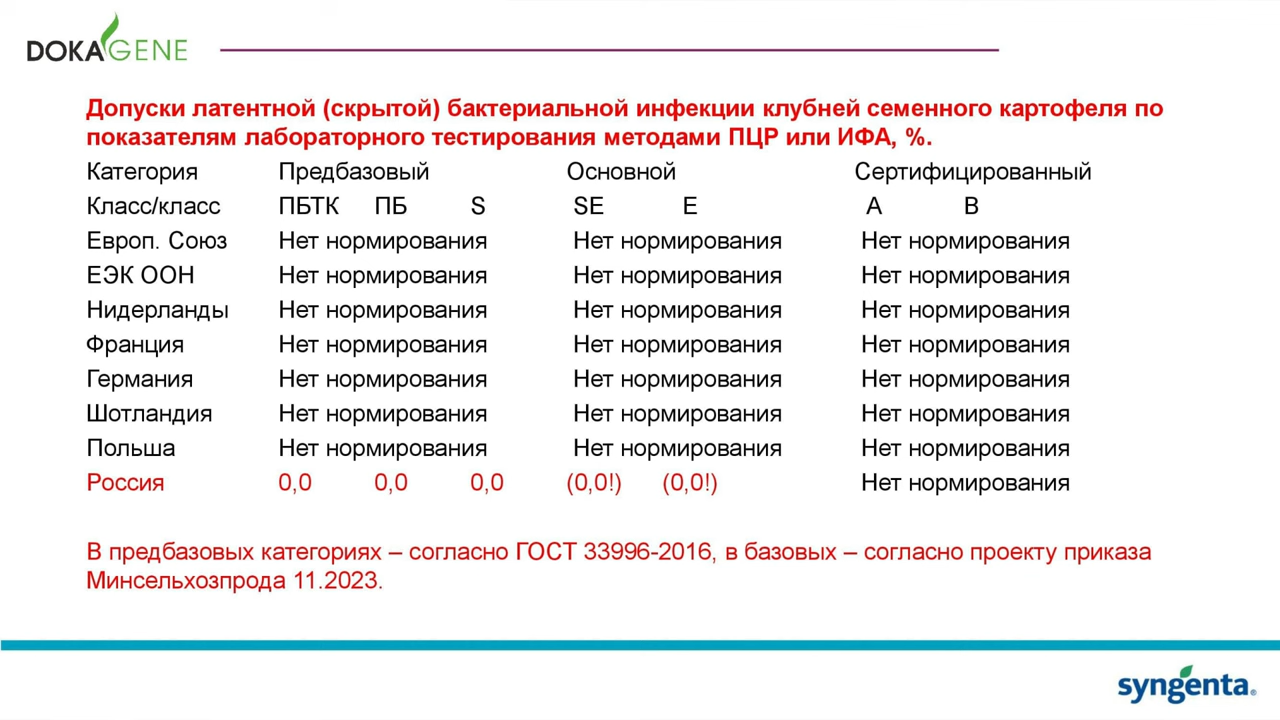 DOKAGENE
Допуски латентной (скрытой) бактериальной инфекции клубней семенного картофеля по
показателям лабораторного тестирования методами ПЦР или ИФА, %.
Категория Предбазовый Основной Сертифицированный
Класс/класс ПБТК ПБ S SE E A B
Европ. Союз Нет нормирования Нет нормирования Нет нормирования
ЕЭК ООН Нет нормирования Нет нормирования Нет нормирования
Нидерланды Нет нормирования Нет нормирования Нет нормирования
Франция Нет нормирования Нет нормирования Нет нормирования
Германия Нет нормирования Нет нормирования Нет нормирования
Шотландия Нет нормирования Нет нормирования Нет нормирования
Польша Нет нормирования Нет нормирования Нет нормирования
Россия 0,0 0,0 0,0 (0,0!) (0,0!) Нет нормирования
В предбазовых категориях – согласно ГОСТ 33996-2016, в базовых – согласно проекту приказа
Минсельхозпрода 11.2023.
syngenta®